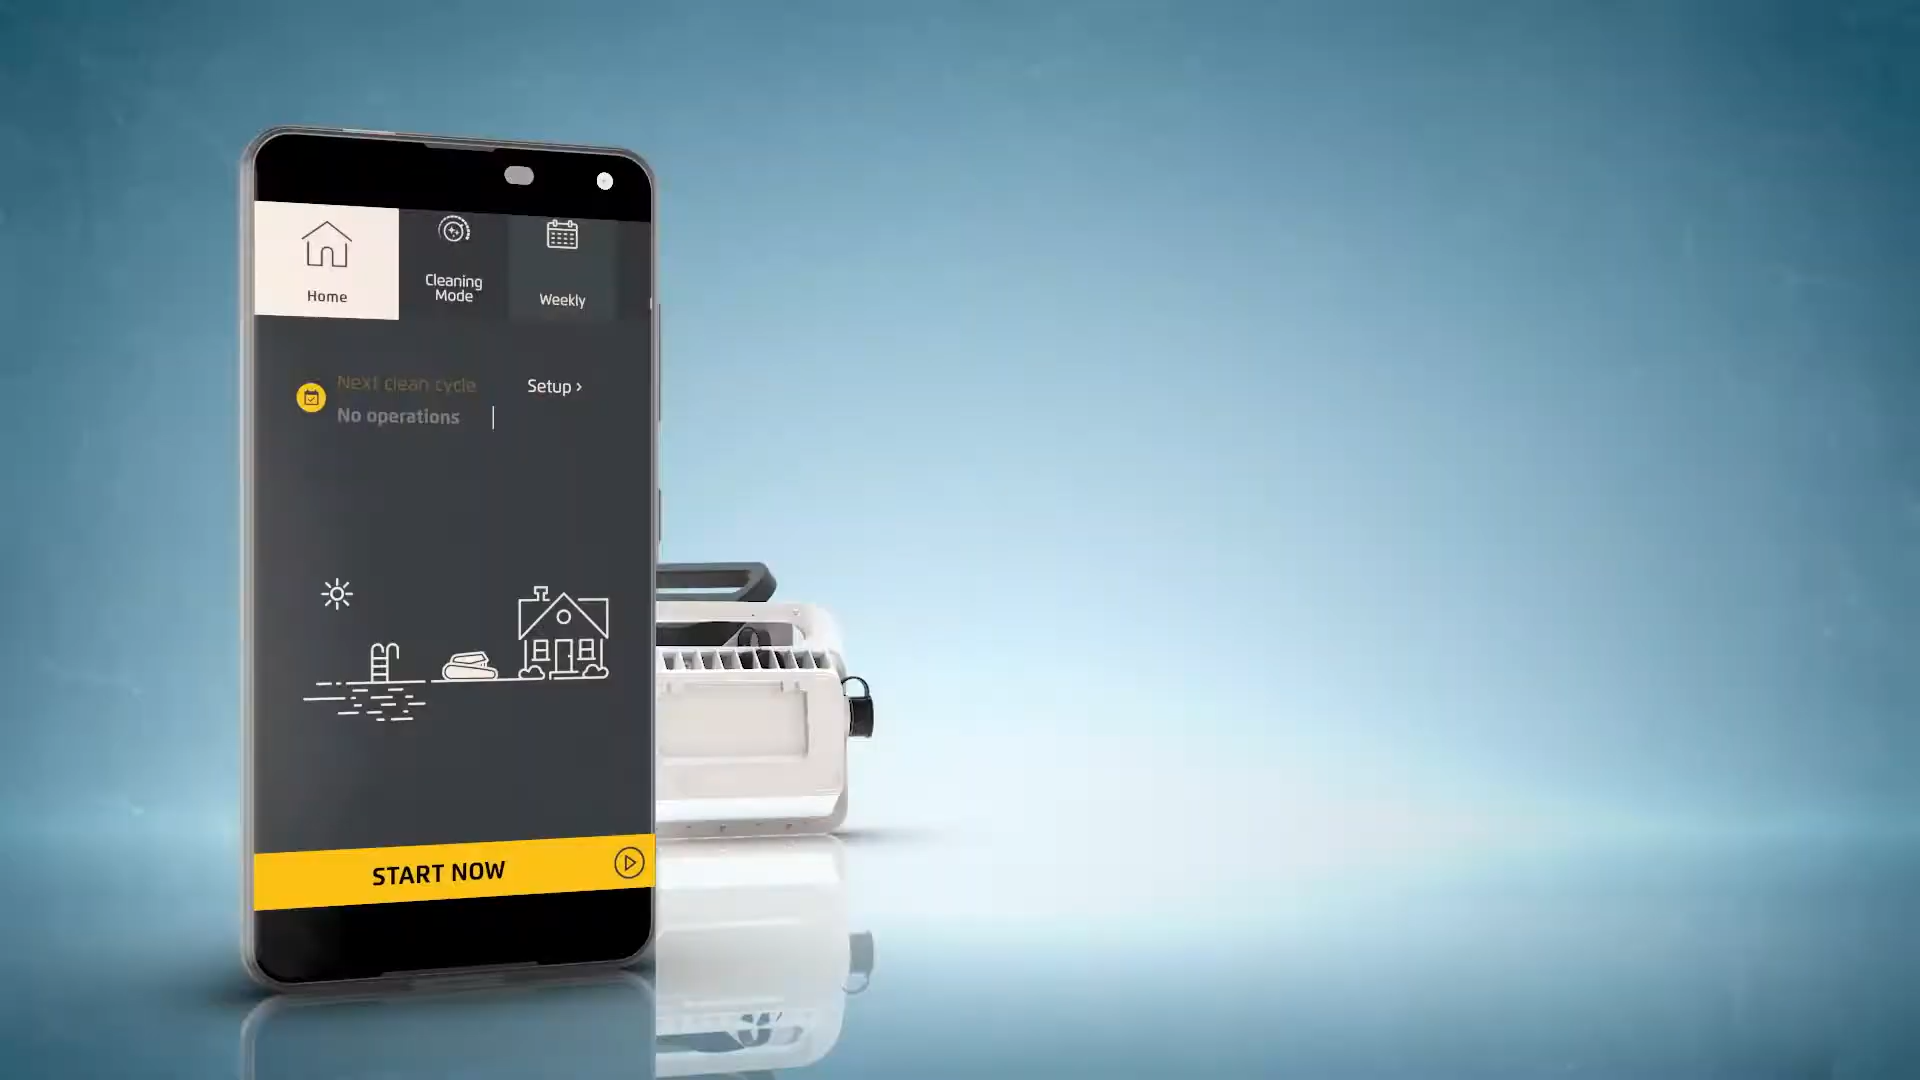 Home
Cleaning
Mode
Weekly
Next clean cycle
Setup ›
No operations
START NOW